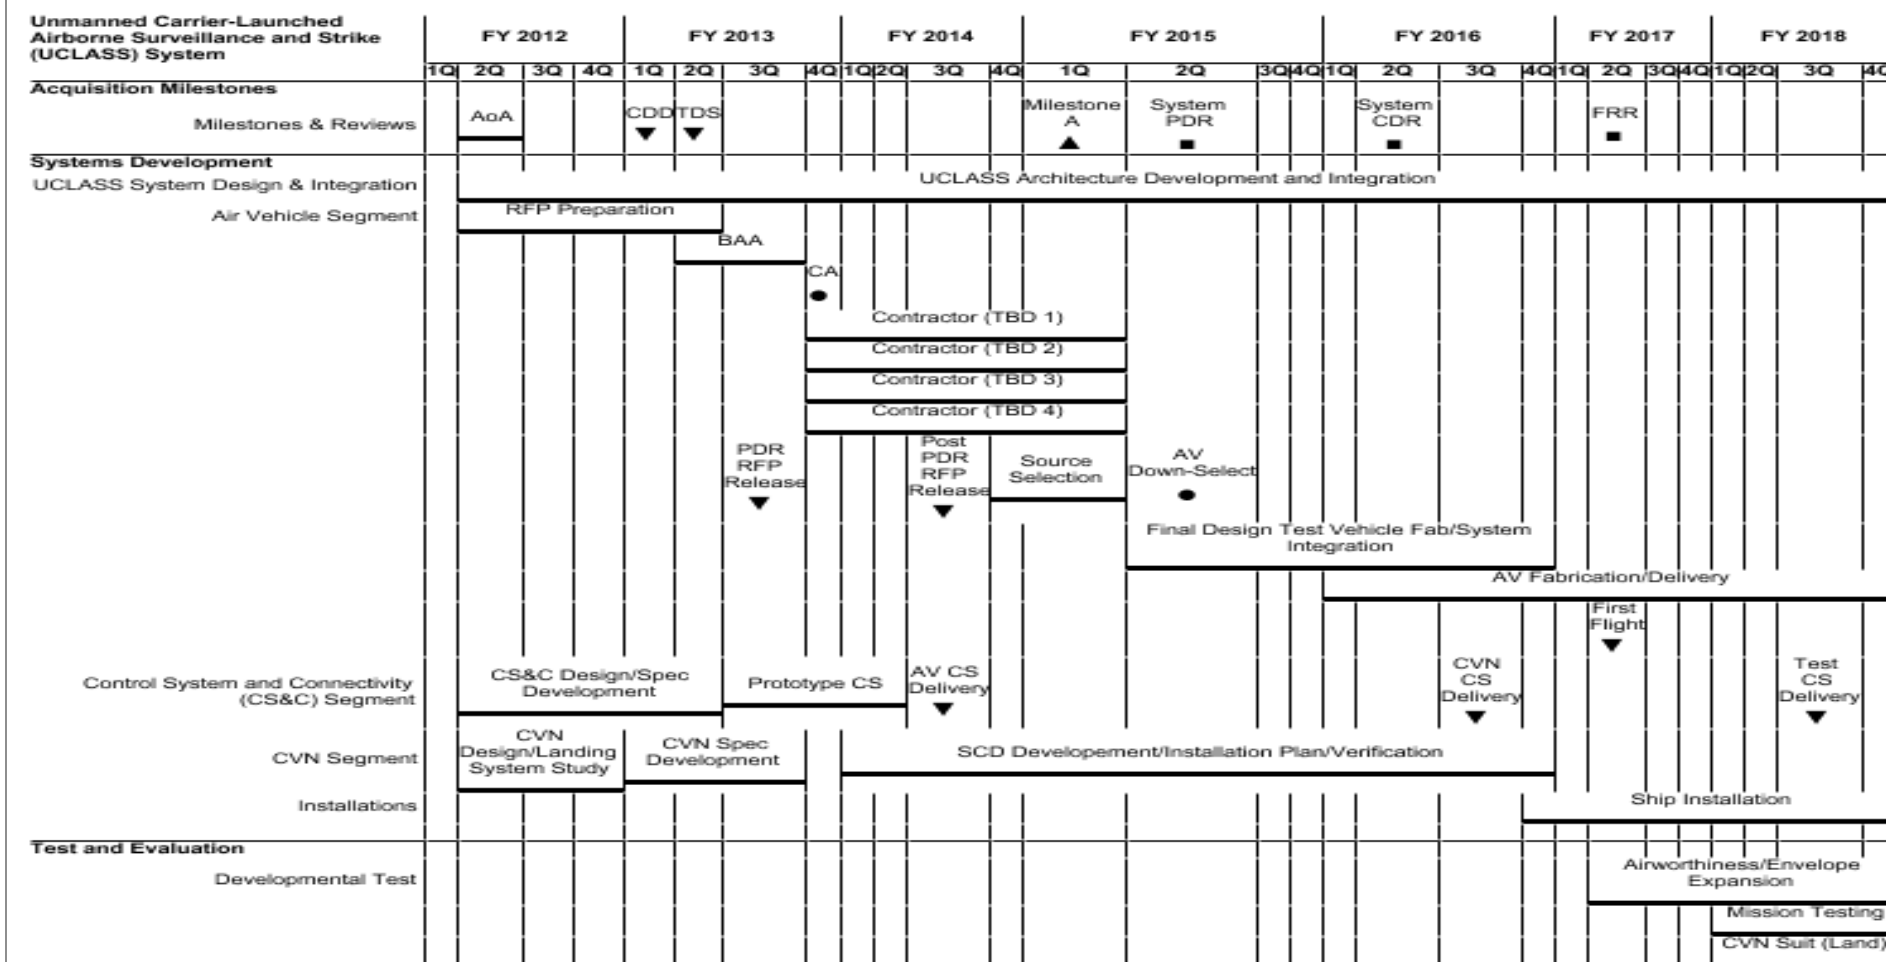 Unmanned Carrier-Launched
Airborne Surveillance and Strike
(UCLASS) System
FY 2012 FY 2013 FY 2014 FY 2015 FY 2016 FY 2017 FY 2018
1Q 2Q 3Q 4Q 1Q 2Q 3Q 4Q 1Q 2Q 3Q 4Q 1Q 2Q 3Q 4Q 1Q 2Q 3Q 4Q 1Q 2Q 3Q 4Q 1Q 2Q 3Q 4Q
Acquisition Milestones
Milestones & Reviews
AoA
CDD
TDS
Milestone
A
System
PDR
System
CDR
FRR
Systems Development
UCLASS System Design & Integration
UCLASS Architecture Development and Integration
Air Vehicle Segment
RFP Preparation
BAA
CA
Contractor (TBD 1)
Contractor (TBD 2)
Contractor (TBD 3)
Contractor (TBD 4)
PDR
RFP
Release
Post
PDR
RFP
Release
Source
Selection
AV
Down-Select
Final Design Test Vehicle Fab/System
Integration
AV Fabrication/Delivery
First
Flight
Control System and Connectivity
(CS&C) Segment
CS&C Design/Spec
Development
Prototype CS
AV CS
Delivery
CVN
CS
Delivery
Test
CS
Delivery
CVN Segment
CVN
Design/Landing
System Study
CVN Spec
Development
SCD Developement/Installation Plan/Verification
Installations
Ship Installation
Test and Evaluation
Developmental Test
Airworthiness/Envelope
Expansion
Mission Testing
CVN Suit (Land)